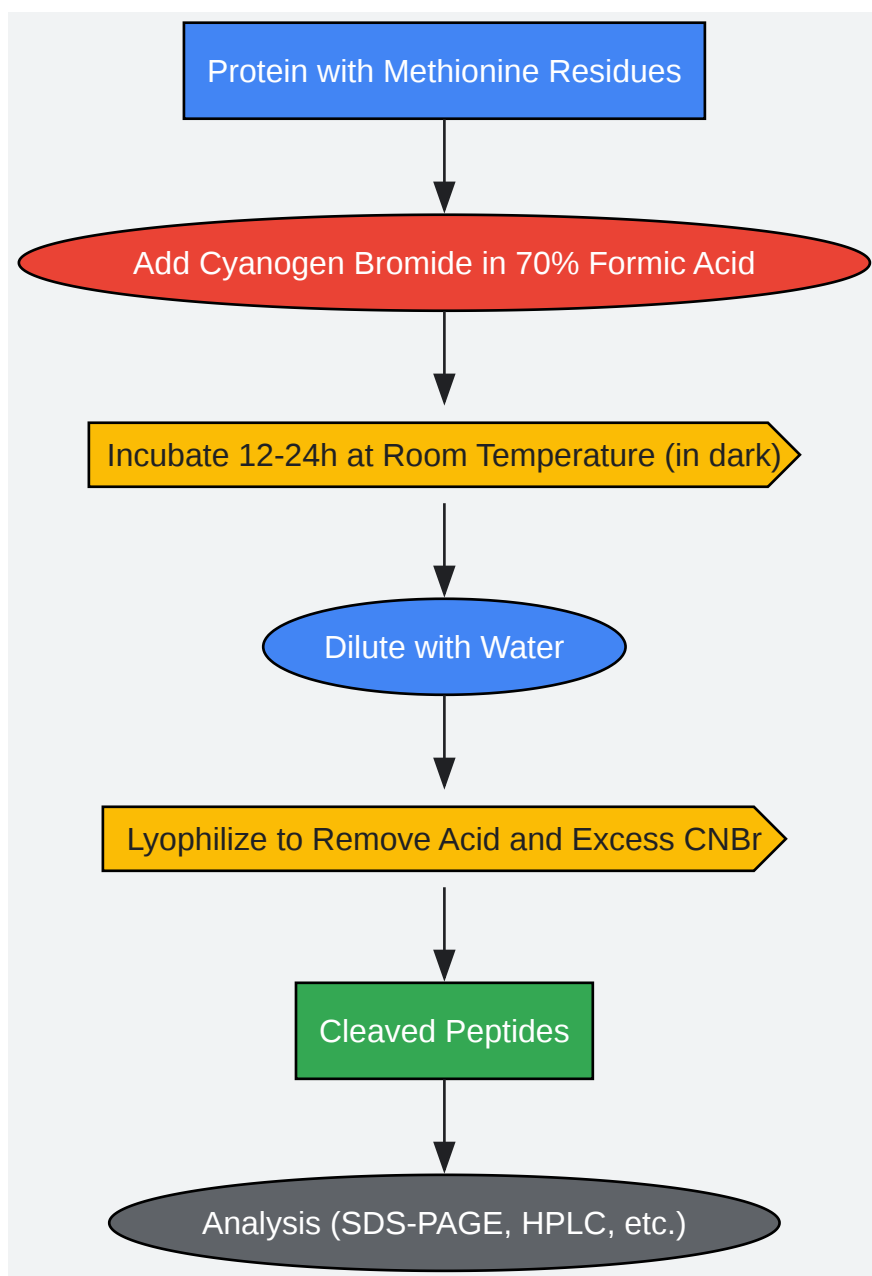 Protein with Methionine Residues
Add Cyanogen Bromide in 70% Formic Acid
Incubate 12-24h at Room Temperature (in dark)
Dilute with Water
Lyophilize to Remove Acid and Excess CNBr
Cleaved Peptides
Analysis (SDS-PAGE, HPLC, etc.)